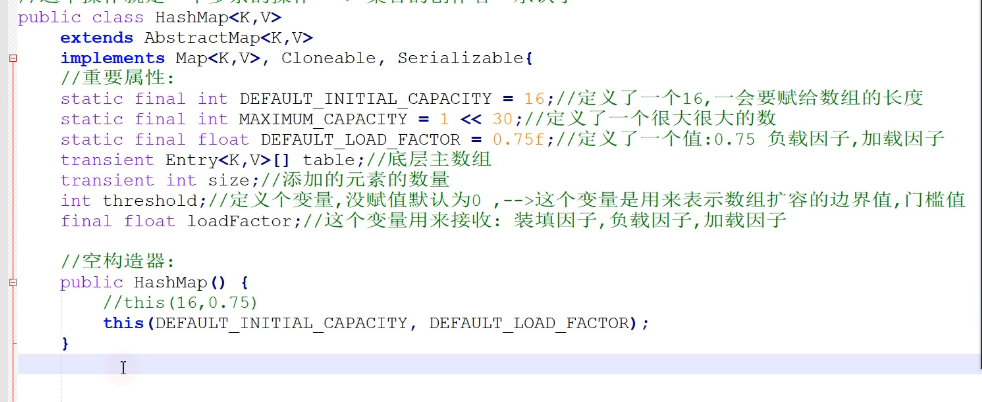 public class HashMap<K,V>
extends AbstractMap<K,V>
implements Map<K,V>, Cloneable, Serializable{
//重要属性:
static final int DEFAULT_INITIAL_CAPACITY = 16;//定义了一个16,一会要赋给数组的长度
static final int MAXIMUM_CAPACITY = 1 << 30;//定义了一个很大很大的数
static final float DEFAULT_LOAD_FACTOR = 0.75f;//定义了一个值:0.75 负载因子,加载因子
transient Entry<K,V>[] table;//底层主数组
transient int size;//添加的元素的数量
int threshold;//定义个变量,没赋值默认为0 ,-->这个变量是用来表示数组扩容的边界值,门槛值
final float loadFactor;//这个变量用来接收: 装填因子,负载因子,加载因子
//空构造器:
public HashMap() {
//this(16,0.75)
this(DEFAULT_INITIAL_CAPACITY, DEFAULT_LOAD_FACTOR);
}